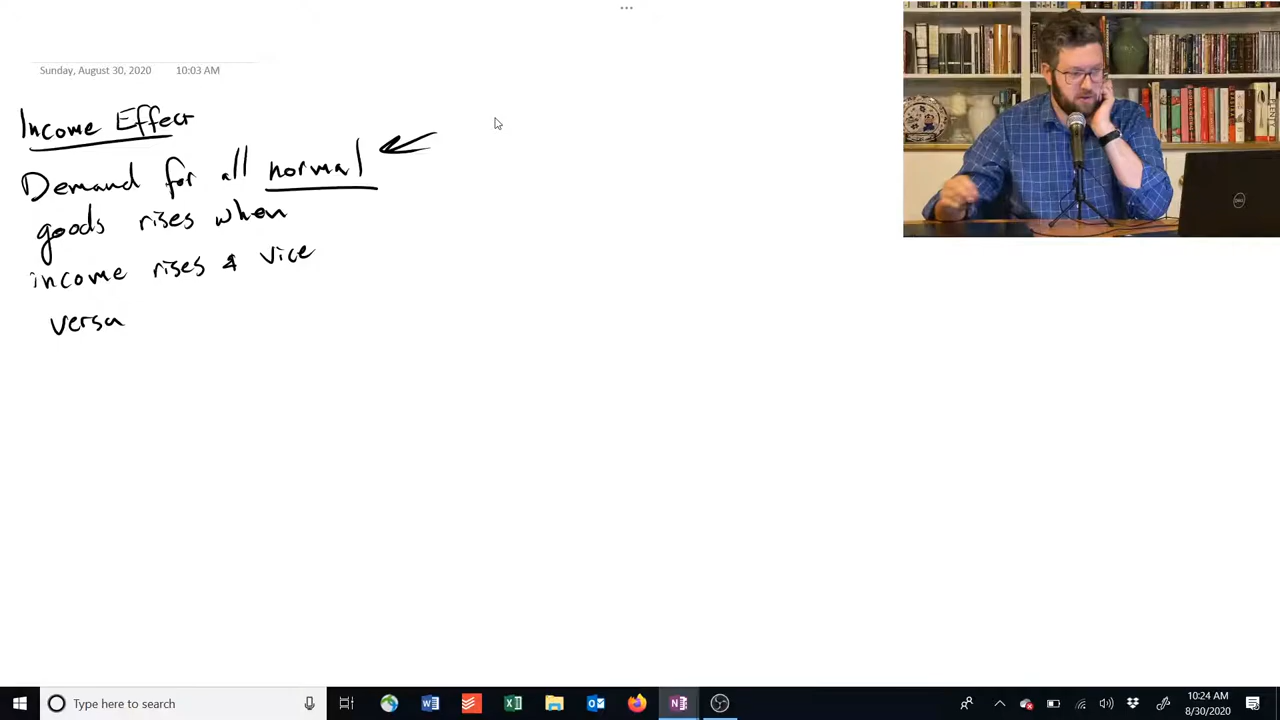 Sunday, August 30, 2020 10:03 AM
Income Effect
Demand for all normal
goods rises when
income rises & vice
versa
DELL
Type here to search
10:24 AM
8/30/2020